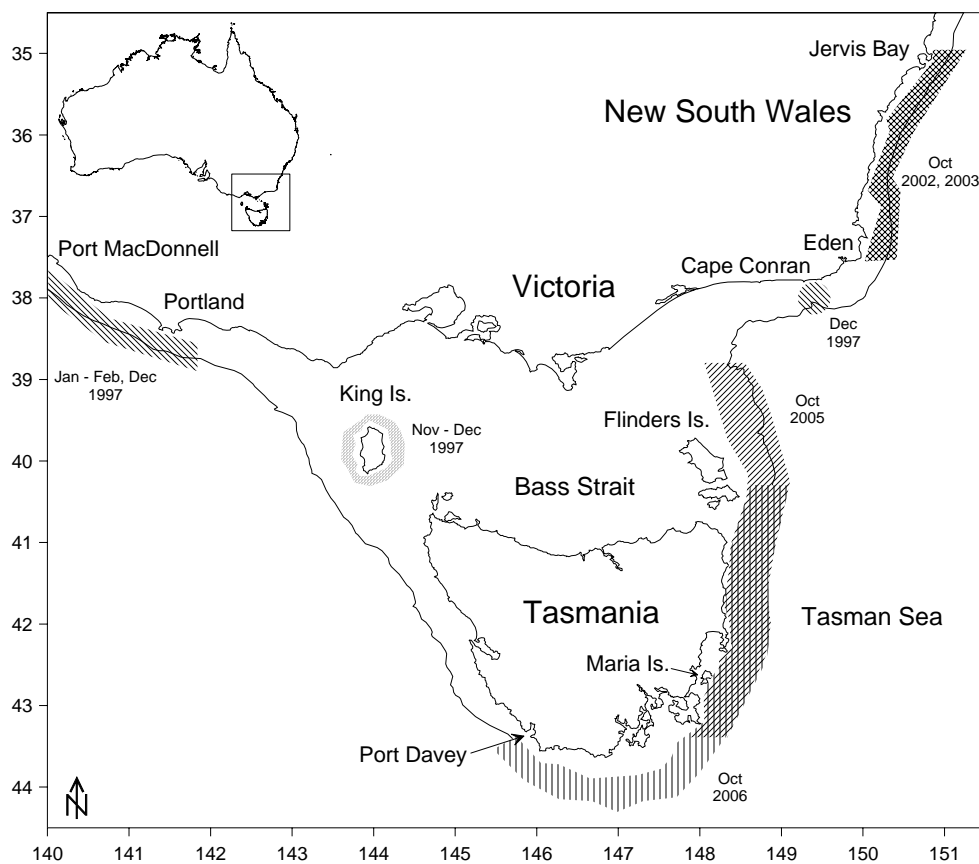 35
36
37
38
39
40
41
42
43
44
Jervis Bay
New South Wales
Oct
2002, 2003
Port MacDonnell
Eden
Cape Conran
Victoria
Portland
Dec
1997
Jan - Feb, Dec
1997
King Is.
Nov - Dec
1997
Flinders Is.
Oct
2005
Bass Strait
Tasmania
Tasman Sea
Maria Is.
Port Davey
Oct
2006
N
140 141 142 143 144 145 146 147 148 149 150 151